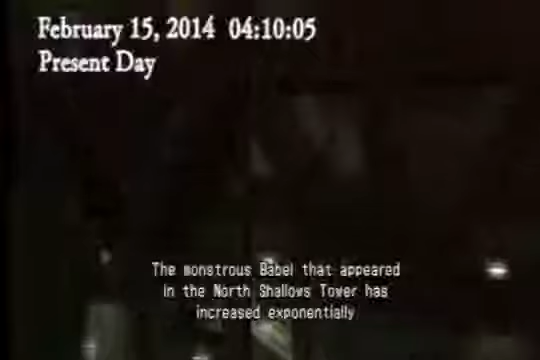 February 15, 2014  04:10:05
Present Day
The monstrous Babel that appeared
in the North Shallows Tower has
increased exponentially